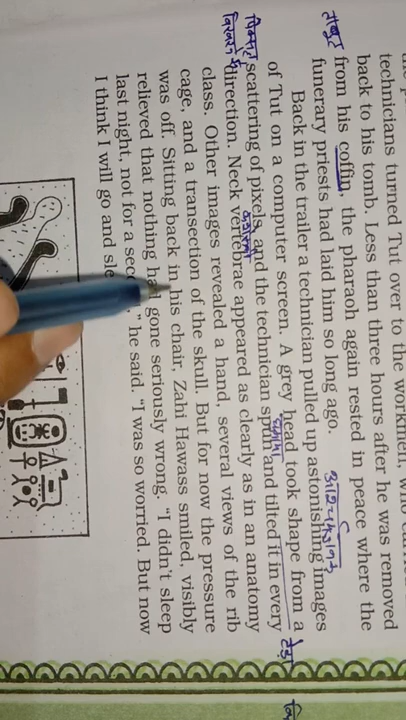 technicians turned Tut over to the workmen, who
back to his tomb. Less than three hours after he was removed
ताबूत
from his coffin, the pharaoh again rested in peace where the
funerary priests had laid him so long ago.
आश्चर्यजनक
Back in the trailer a technician pulled up astonishing images
of Tut on a computer screen. A grey head took shape from a
scattering of pixels, and the technician spun and tilted it in every
direction. Neck vertebrae appeared as clearly as in an anatomy
class. Other images revealed a hand, several views of the rib
cage, and a transection of the skull. But for now the pressure
was off. Sitting back in his chair, Zahi Hawass smiled, visibly
relieved that nothing had gone seriously wrong. “I didn’t sleep
last night, not for a ” he said. “I was so worried. But now
I think I will go and